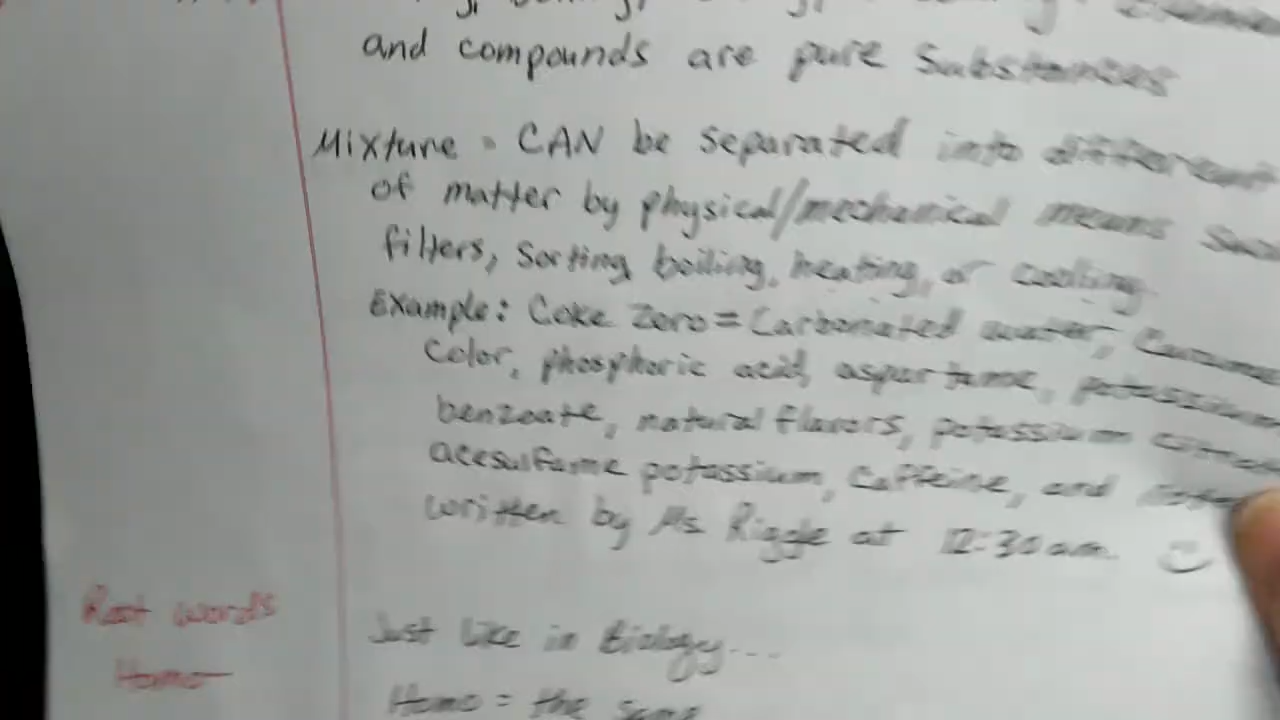 and compounds are pure Substances
Mixture = CAN be separated into different
of matter by physical/mechanical means such
filters, Sorting, boiling, heating, or cooling.
Example: Coke Zero = Carbonated water,
Color, phosphoric acid, aspartame, potassium
benzoate, natural flavors, potassium
acesulfame potassium, Caffeine, and
written by Ms. Riggle at 12:30 am. ☺
Root words
Just like in Biology...
Homo
Homo = the same